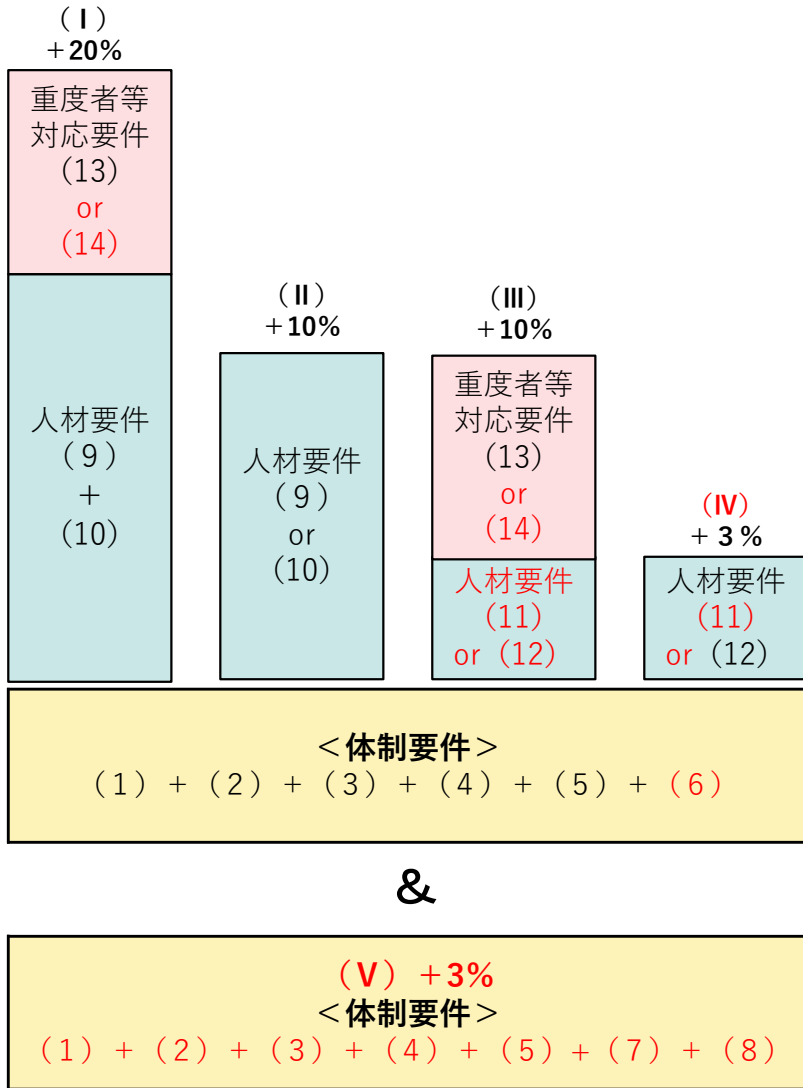 （Ⅰ）
＋20%
重度者等
対応要件
（13）
or
（14）
人材要件
（９）
＋
（10）
（Ⅱ）
＋10%
人材要件
（９）
or
（10）
（Ⅲ）
＋10%
重度者等
対応要件
（13）
or
（14）
人材要件
（11）
or（12）
（Ⅳ）
＋３％
人材要件
（11）
or（12）
＜体制要件＞
（１）＋（２）＋（３）＋（４）＋（５）＋（６）
＆
（Ⅴ）＋3%
＜体制要件＞
（１）＋（２）＋（３）＋（４）＋（５）＋（７）＋（８）